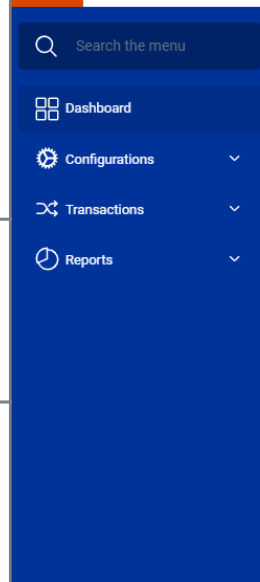 Search the menu
Dashboard
Configurations
Transactions
Reports